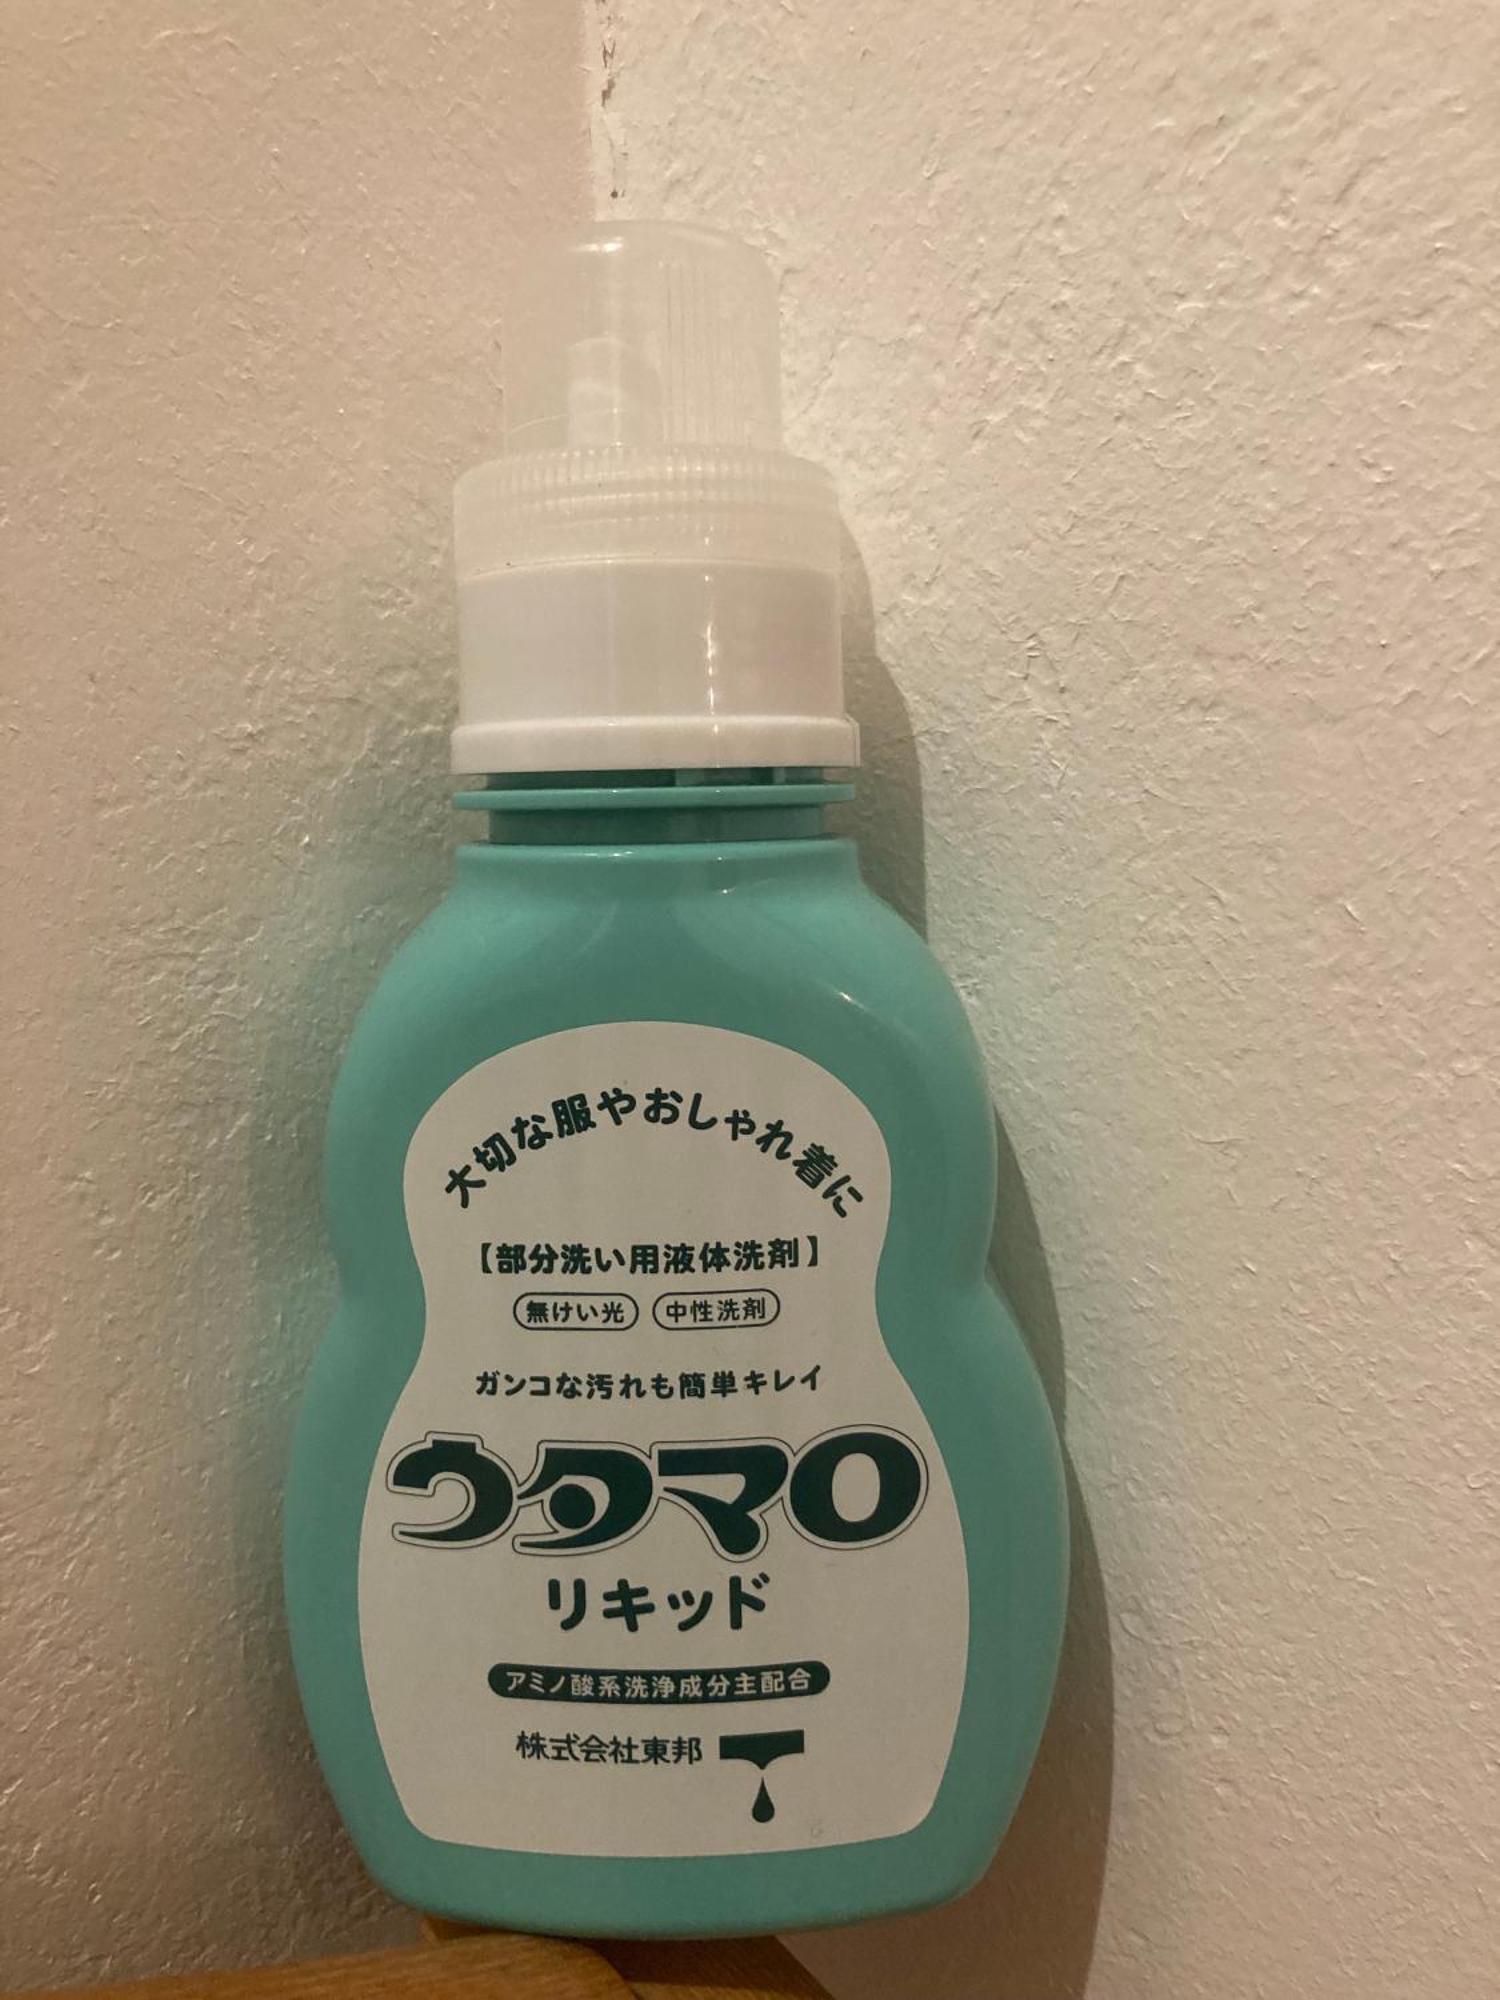 大切な服やおしゃれ着に
【部分洗い用液体洗剤】
無けい光 中性洗剤
ガンコな汚れも簡単キレイ
ウタマロ
リキッド
アミノ酸系洗浄成分主配合
株式会社東邦